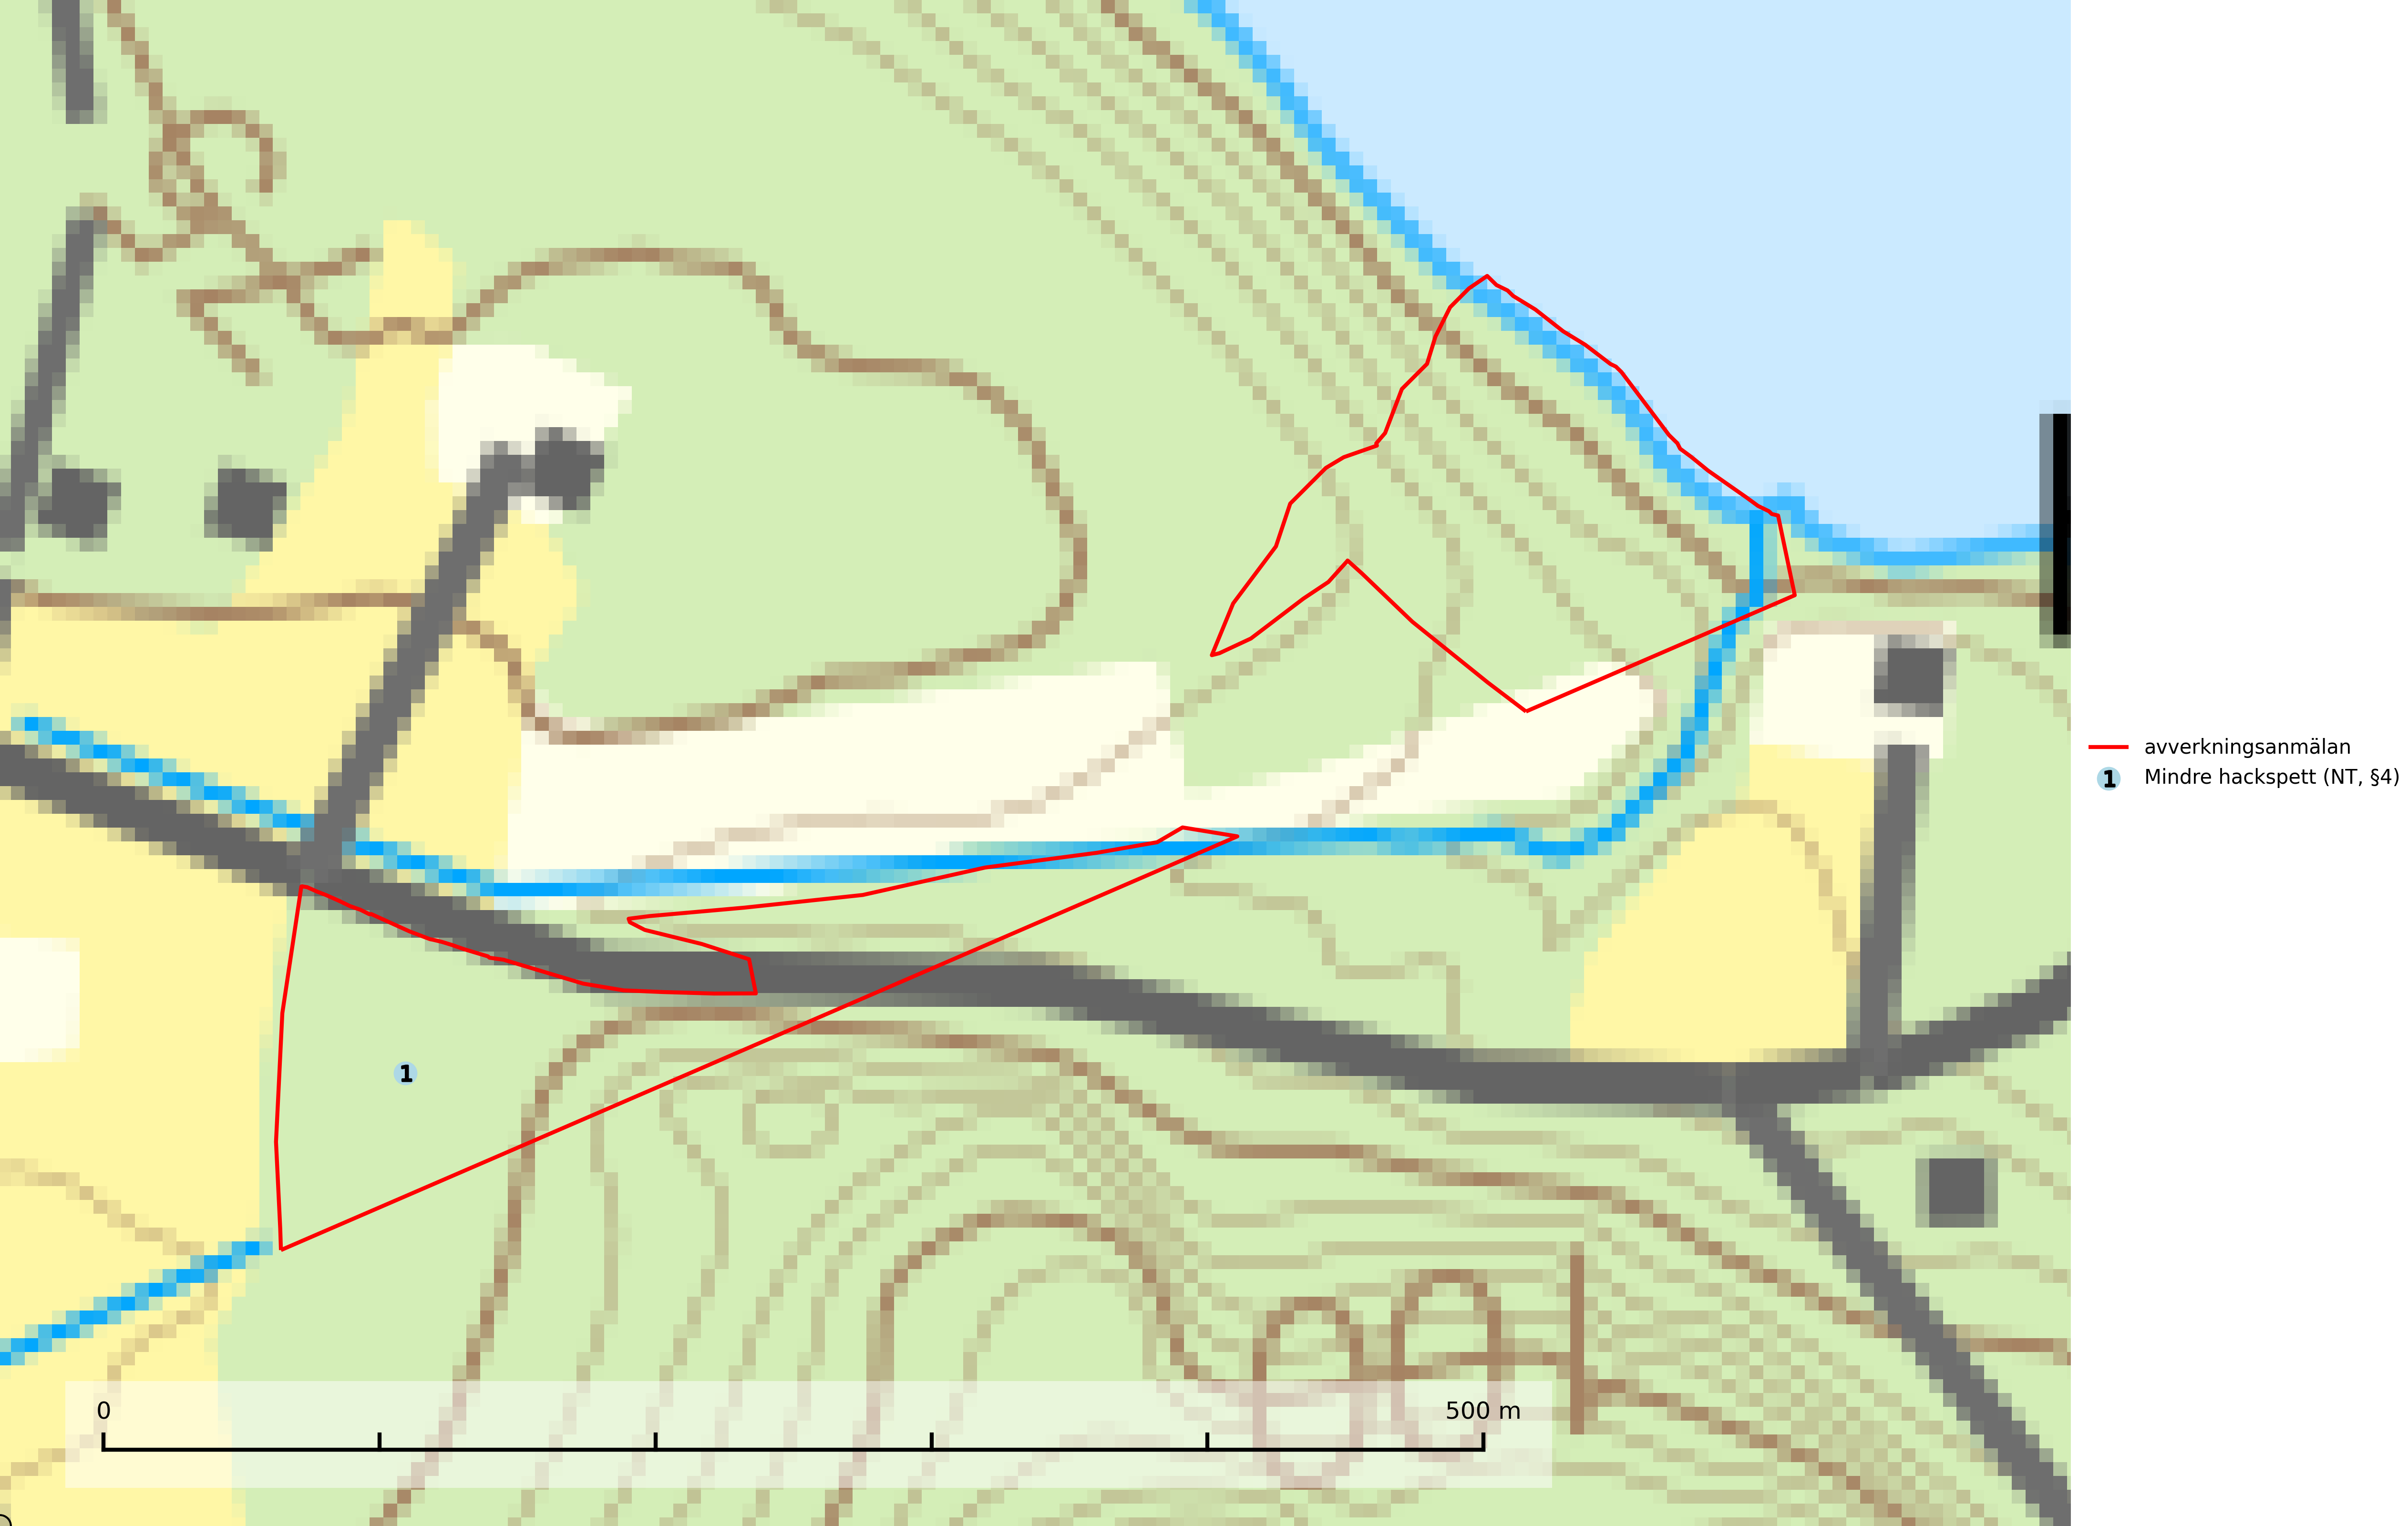 avverkningsanmälan
1 Mindre hackspett (NT, §4)
1
0 500 m